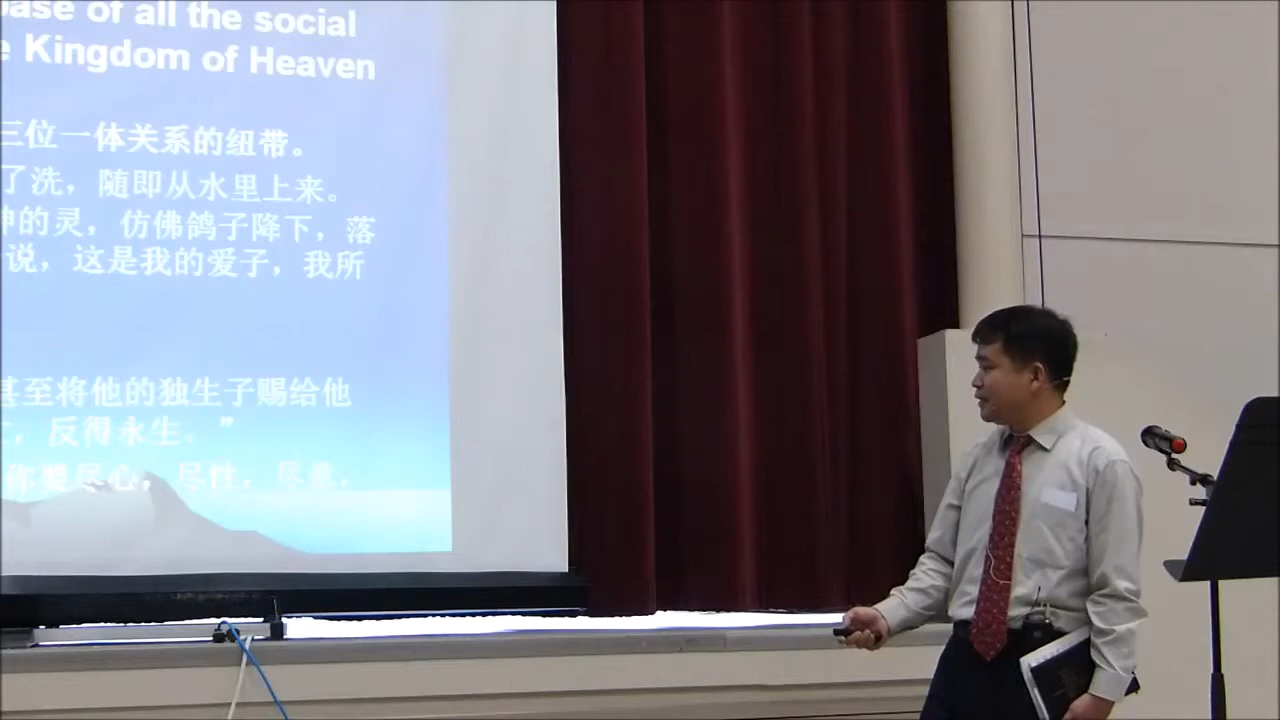 base of all the social
e Kingdom of Heaven
三位一体关系的纽带。
了洗，随即从水里上来。
神的灵，仿佛鸽子降下，落
说，这是我的爱子，我所
甚至将他的独生子赐给他
，反得永生。”
你要尽心，尽性，尽意，